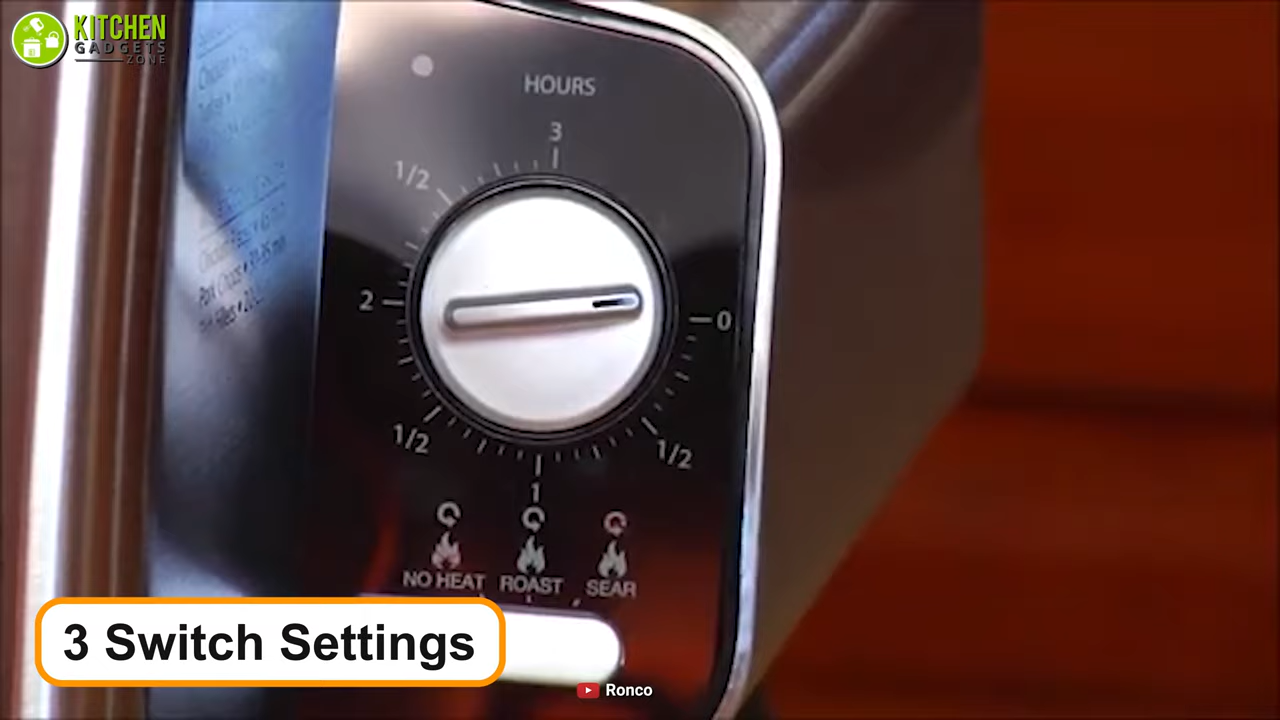 KITCHEN
GADGETS
ZONE
HOURS
3
1/2
2
0
1/2
1/2
1
NO HEAT ROAST SEAR
3 Switch Settings
Ronco